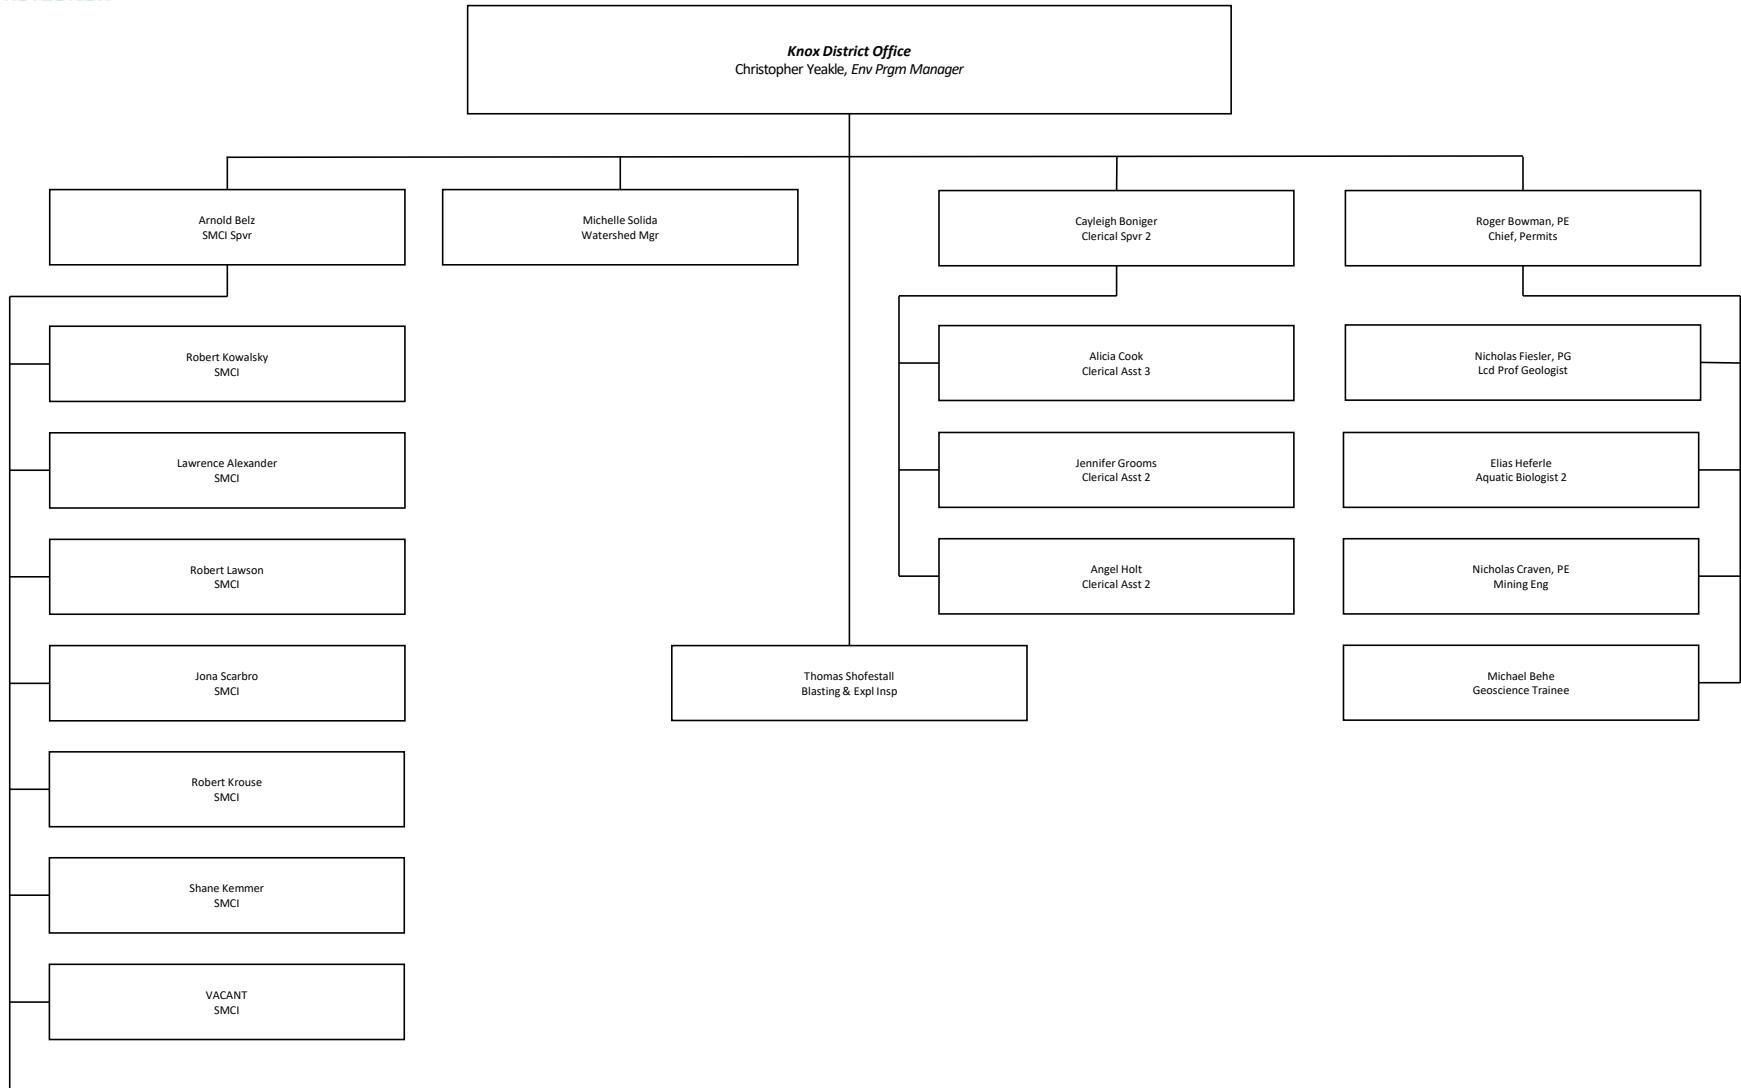 Knox District Office
Christopher Yeakle, Env Prgm Manager
Arnold Belz
SMCI Spvr
Michelle Solida
Watershed Mgr
Cayleigh Boniger
Clerical Spvr 2
Roger Bowman, PE
Chief, Permits
Robert Kowalsky
SMCI
Alicia Cook
Clerical Asst 3
Nicholas Fiesler, PG
Lcd Prof Geologist
Lawrence Alexander
SMCI
Jennifer Grooms
Clerical Asst 2
Elias Heferle
Aquatic Biologist 2
Robert Lawson
SMCI
Angel Holt
Clerical Asst 2
Nicholas Craven, PE
Mining Eng
Jona Scarbro
SMCI
Thomas Shofestall
Blasting & Expl Insp
Michael Behe
Geoscience Trainee
Robert Krouse
SMCI
Shane Kemmer
SMCI
VACANT
SMCI